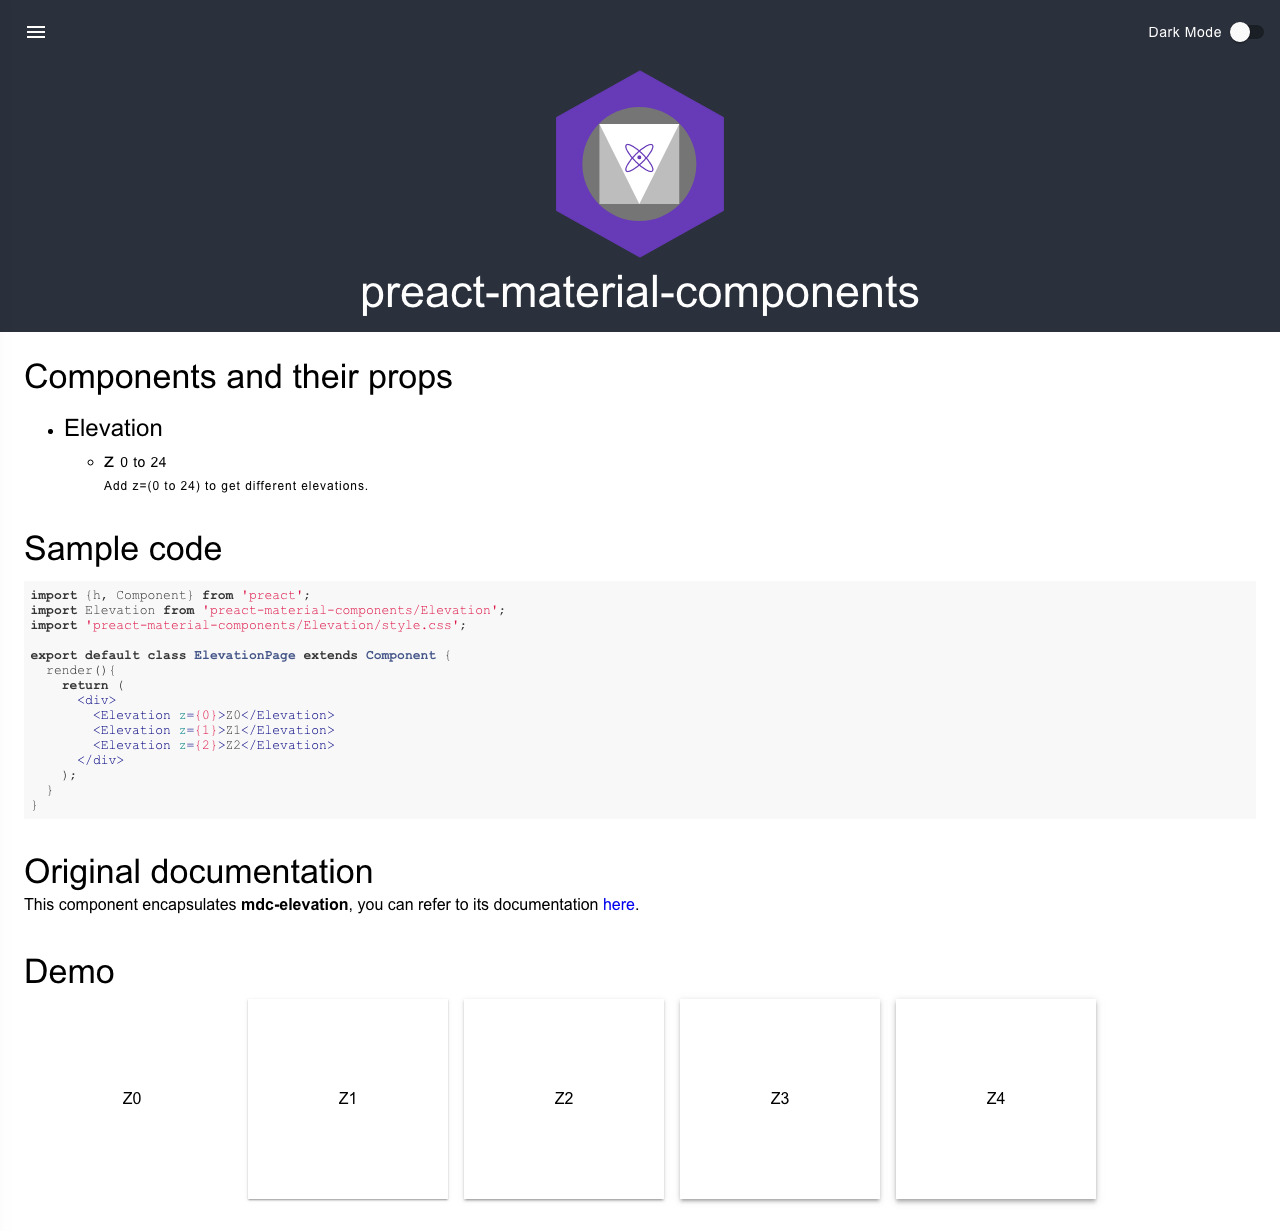 Dark Mode
preact-material-components
Components and their props
Elevation
z 0 to 24
Add z=(0 to 24) to get different elevations.
Sample code
import {h, Component} from 'preact';
import Elevation from 'preact-material-components/Elevation';
import 'preact-material-components/Elevation/style.css';
export default class ElevationPage extends Component {
  render(){
    return (
      <div>
        <Elevation z={0}>Z0</Elevation>
        <Elevation z={1}>Z1</Elevation>
        <Elevation z={2}>Z2</Elevation>
      </div>
    );
  }
}
Original documentation
This component encapsulates mdc-elevation, you can refer to its documentation here.
Demo
Z0 Z1 Z2 Z3 Z4